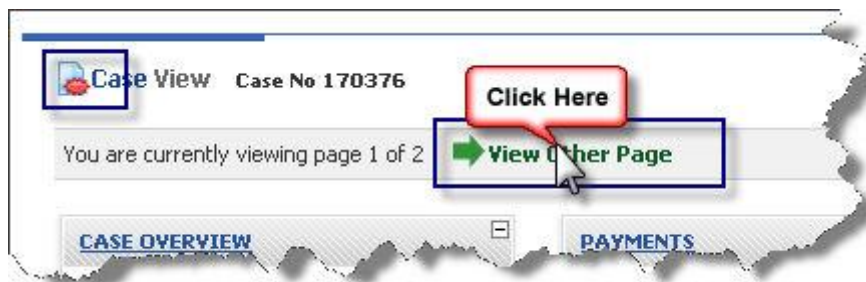 Case View Case No 170376
Click Here
You are currently viewing page 1 of 2 View Other Page
CASE OVERVIEW PAYMENTS